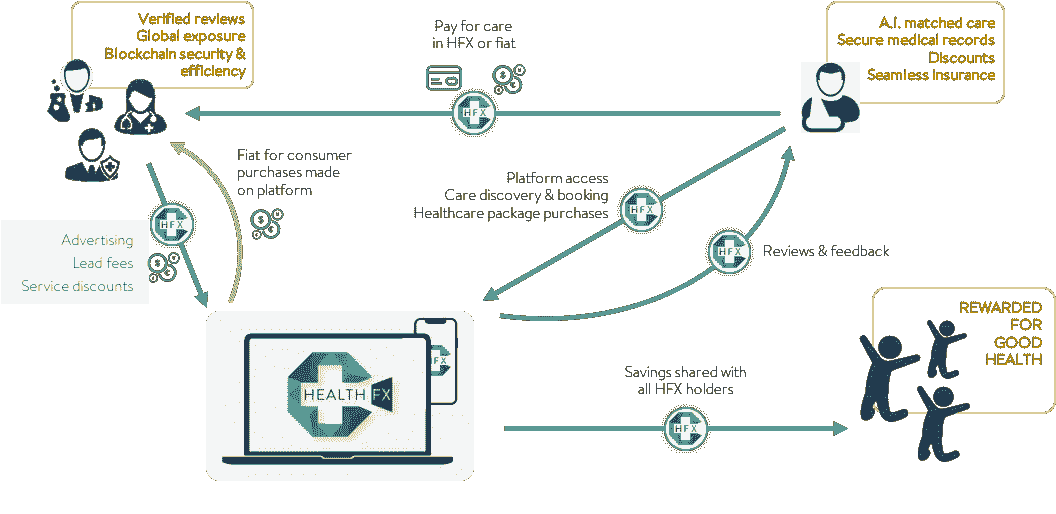 Verified reviews
Global exposure
Blockchain security &
efficiency
Pay for care
in HFX or fiat
HFX
A.I. matched care
Secure medical records
Discounts
Seamless insurance
Fiat for consumer
purchases made
on platform
Platform access
Care discovery & booking
Healthcare package purchases
HFX
HFX
Advertising
Lead fees
Service discounts
HFX
Reviews & feedback
HEALTH FX
HFX
Savings shared with
all HFX holders
HFX
REWARDED
FOR
GOOD
HEALTH